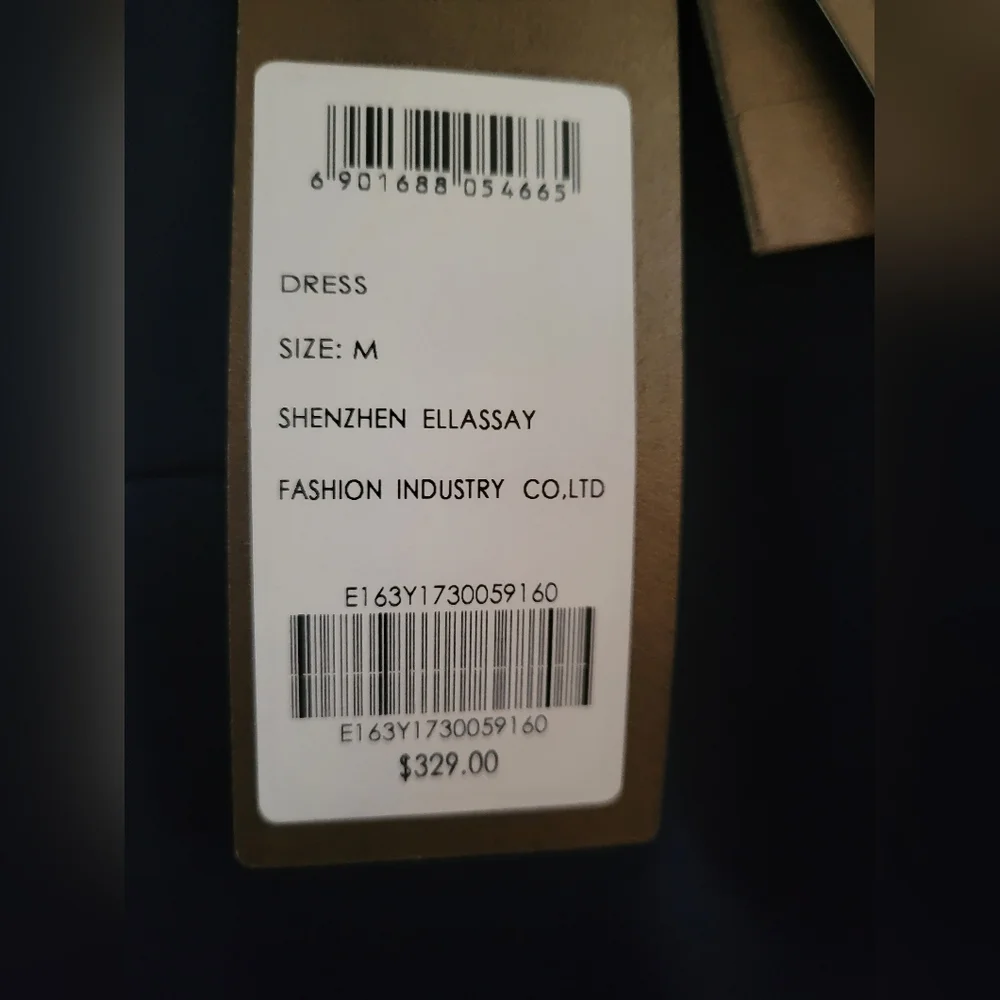 6 901688 054665
DRESS
SIZE: M
SHENZHEN ELLASSAY
FASHION INDUSTRY CO,LTD
E163Y1730059160
E163Y1730059160
$329.00